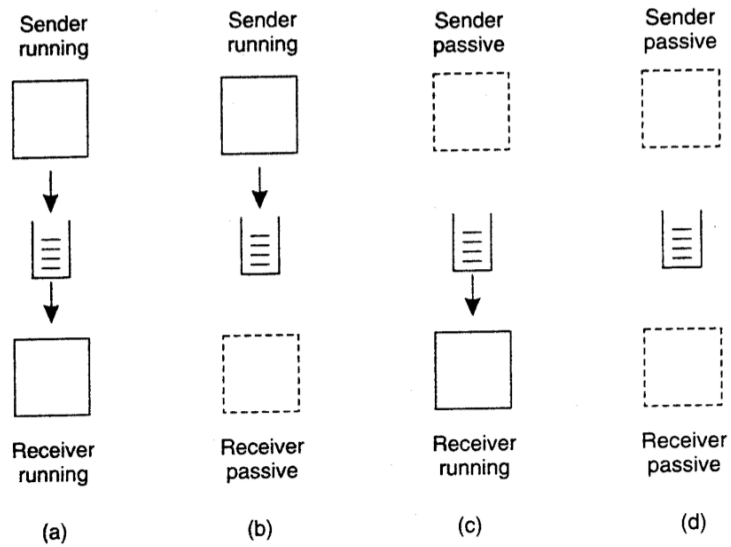 Sender
running
Sender
running
Sender
passive
Sender
passive
Receiver
running
Receiver
passive
Receiver
running
Receiver
passive
(a)
(b)
(c)
(d)